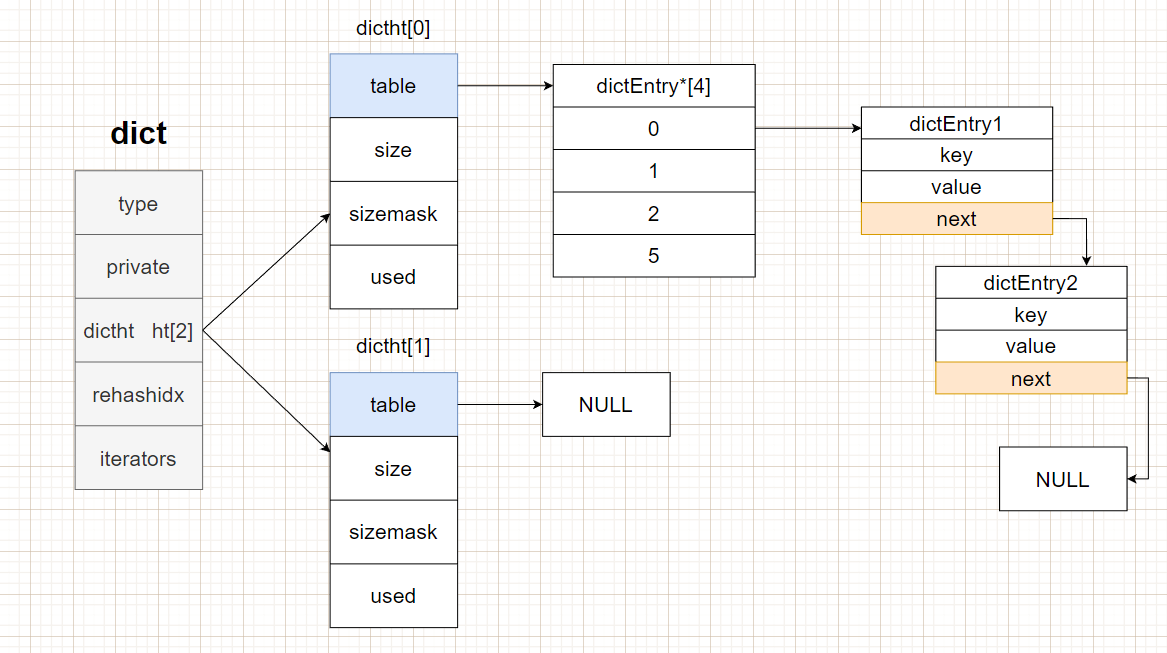 dict
type
private
dictht ht[2]
rehashidx
iterators
dictht[0]
table
size
sizemask
used
dictht[1]
table
size
sizemask
used
dictEntry*[4]
0
1
2
5
NULL
dictEntry1
key
value
next
dictEntry2
key
value
next
NULL